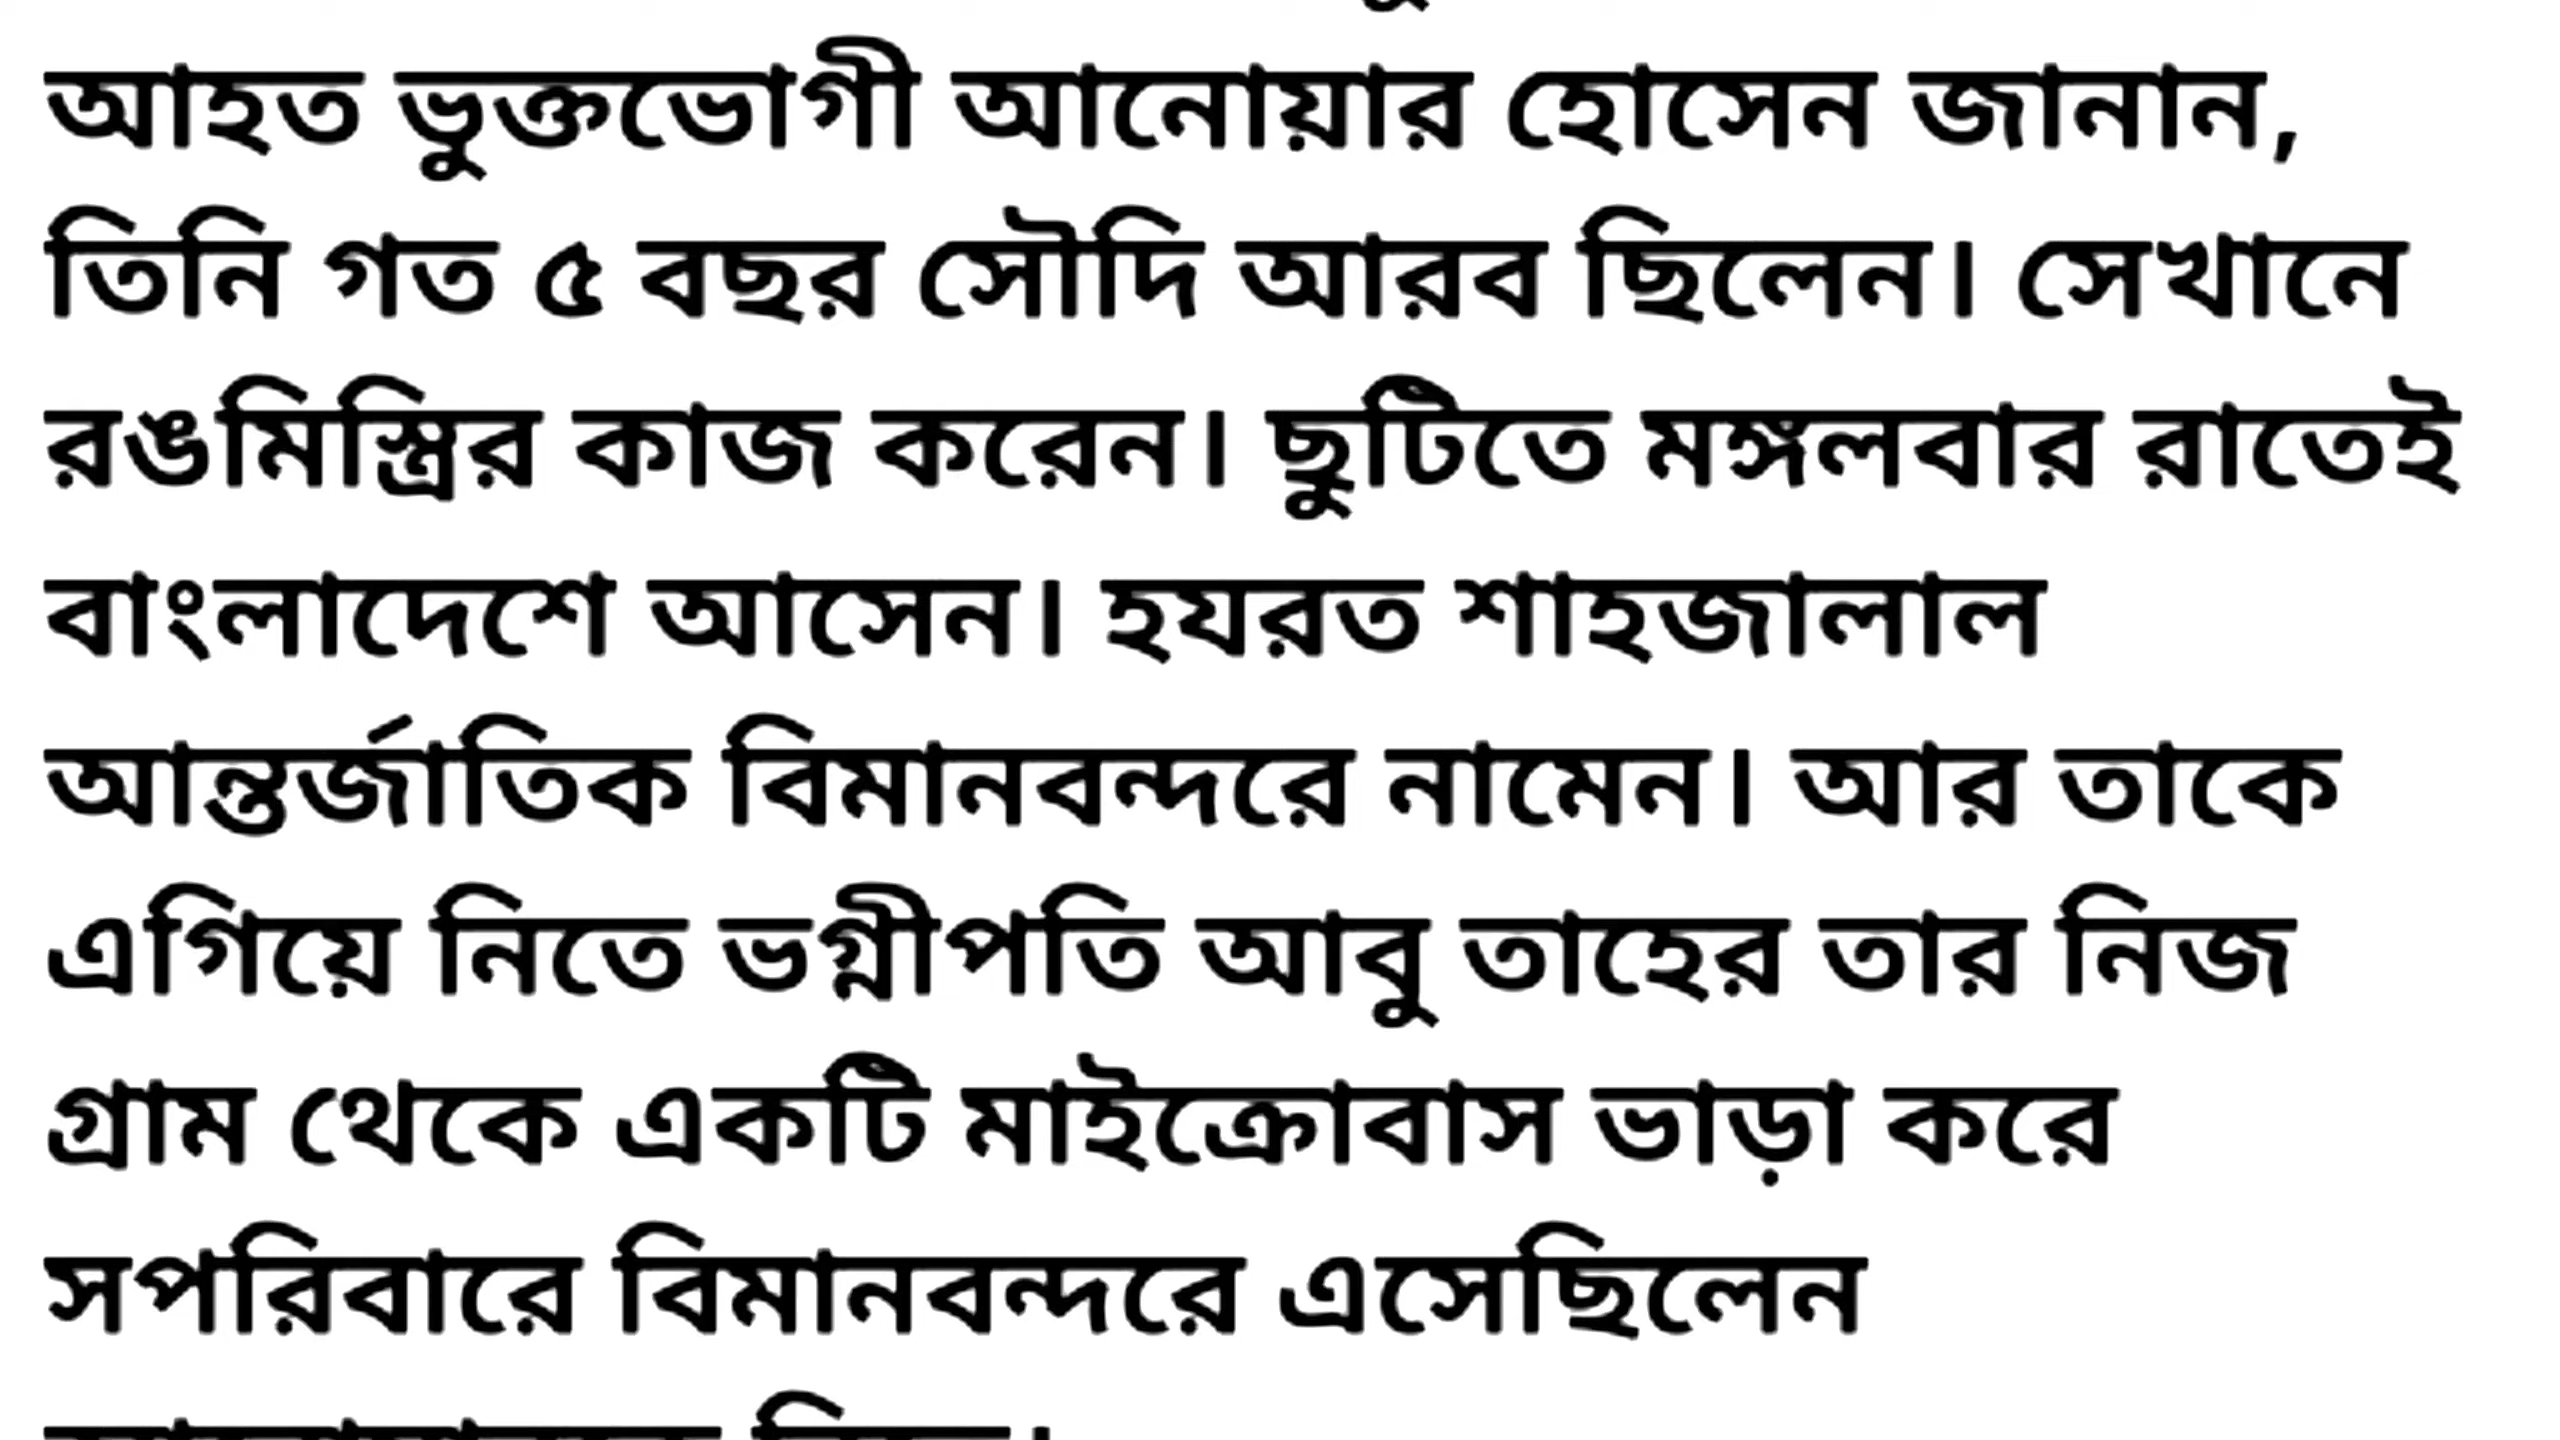 আহত ভুক্তভোগী আনোয়ার হোসেন জানান,
তিনি গত ৫ বছর সৌদি আরব ছিলেন। সেখানে
রঙমিস্ত্রির কাজ করেন। ছুটিতে মঙ্গলবার রাতেই
বাংলাদেশে আসেন। হযরত শাহজালাল
আন্তর্জাতিক বিমানবন্দরে নামেন। আর তাকে
এগিয়ে নিতে ভগ্নীপতি আবু তাহের তার নিজ
গ্রাম থেকে একটি মাইক্রোবাস ভাড়া করে
সপরিবারে বিমানবন্দরে এসেছিলেন